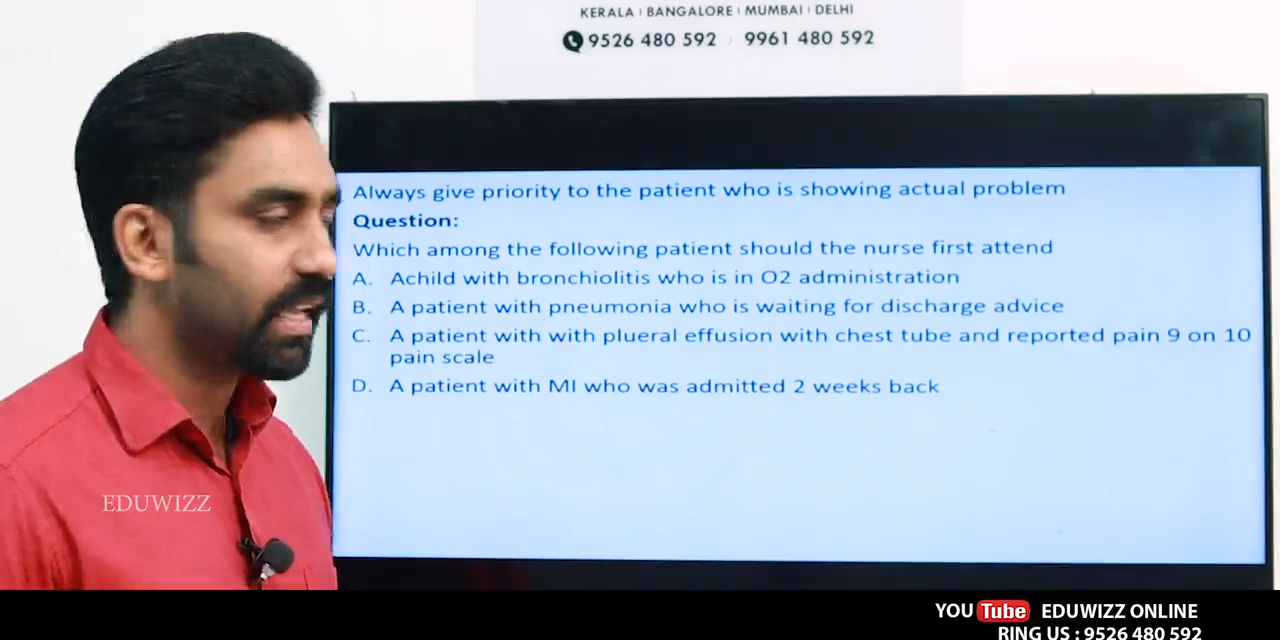 KERALA | BANGALORE | MUMBAI | DELHI
9526 480 592 / 9961 480 592
Always give priority to the patient who is showing actual problem
Question:
Which among the following patient should the nurse first attend
A. Achild with bronchiolitis who is in O2 administration
B. A patient with pneumonia who is waiting for discharge advice
C. A patient with with plueral effusion with chest tube and reported pain 9 on 10
pain scale
D. A patient with MI who was admitted 2 weeks back
EDUWIZZ
YOU Tube EDUWIZZ ONLINE
RING US : 9526 480 592